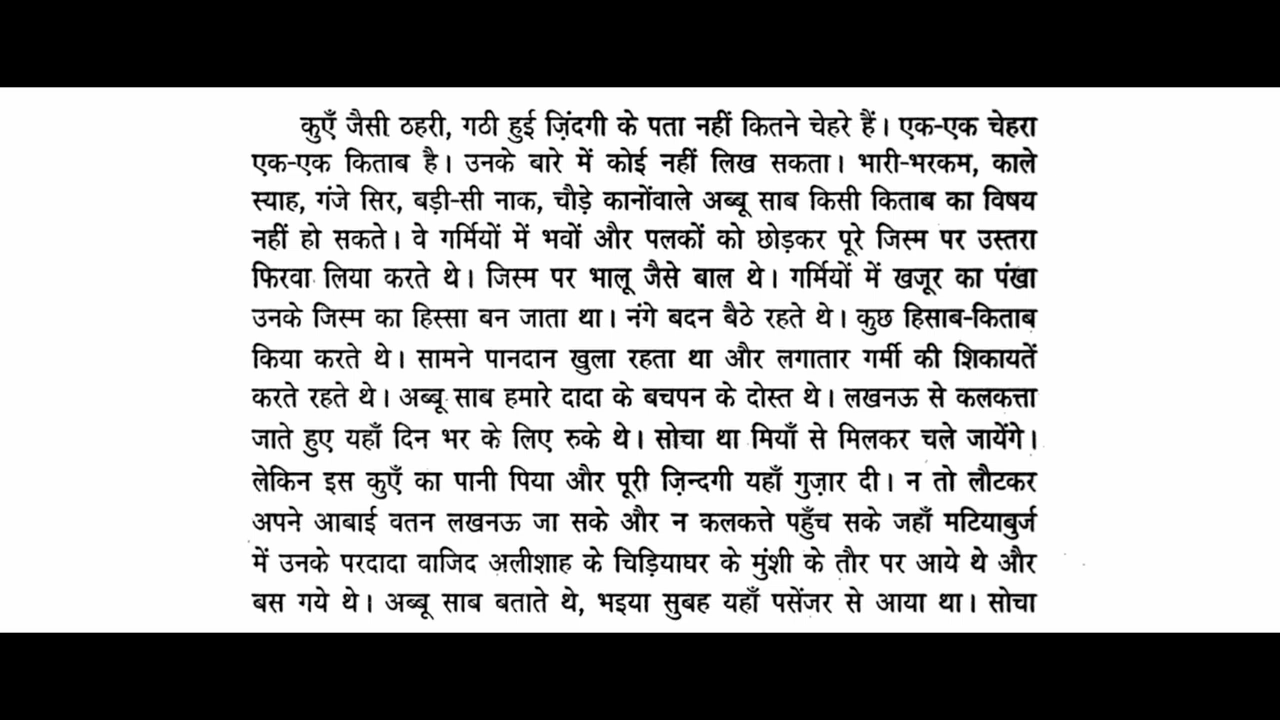 कुएँ जैसी ठहरी, गठी हुई ज़िंदगी के पता नहीं कितने चेहरे हैं। एक-एक चेहरा
एक-एक किताब है। उनके बारे में कोई नहीं लिख सकता। भारी-भरकम, काले
स्याह, गंजे सिर, बड़ी-सी नाक, चौड़े कानोंवाले अब्बू साब किसी किताब का विषय
नहीं हो सकते। वे गर्मियों में भवों और पलकों को छोड़कर पूरे जिस्म पर उस्तरा
फिरवा लिया करते थे। जिस्म पर भालू जैसे बाल थे। गर्मियों में खजूर का पंखा
उनके जिस्म का हिस्सा बन जाता था। नंगे बदन बैठे रहते थे। कुछ हिसाब-किताब
किया करते थे। सामने पानदान खुला रहता था और लगातार गर्मी की शिकायतें
करते रहते थे। अब्बू साब हमारे दादा के बचपन के दोस्त थे। लखनऊ से कलकत्ता
जाते हुए यहाँ दिन भर के लिए रुके थे। सोचा था मियाँ से मिलकर चले जायेंगे।
लेकिन इस कुएँ का पानी पिया और पूरी ज़िन्दगी यहाँ गुज़ार दी। न तो लौटकर
अपने आबाई वतन लखनऊ जा सके और न कलकत्ते पहुँच सके जहाँ मटियाबुर्ज
में उनके परदादा वाजिद अ़लीशाह के चिड़ियाघर के मुंशी के तौर पर आये थे और
बस गये थे। अब्बू साब बताते थे, भइया सुबह यहाँ पसेंजर से आया था। सोचा